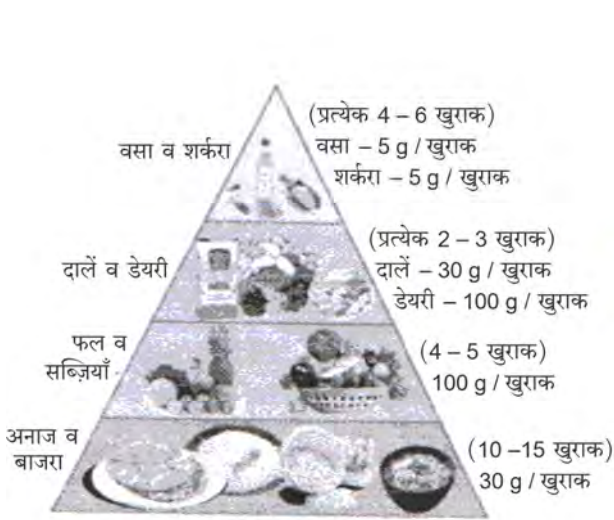 वसा व शर्करा
(प्रत्येक 4 – 6 खुराक)
वसा – 5 g / खुराक
शर्करा – 5 g / खुराक
दालें व डेयरी
(प्रत्येक 2 – 3 खुराक)
दालें – 30 g / खुराक
डेयरी – 100 g / खुराक
फल व
सब्ज़ियाँ
(4 – 5 खुराक)
100 g / खुराक
अनाज व
बाजरा
(10 –15 खुराक)
30 g / खुराक